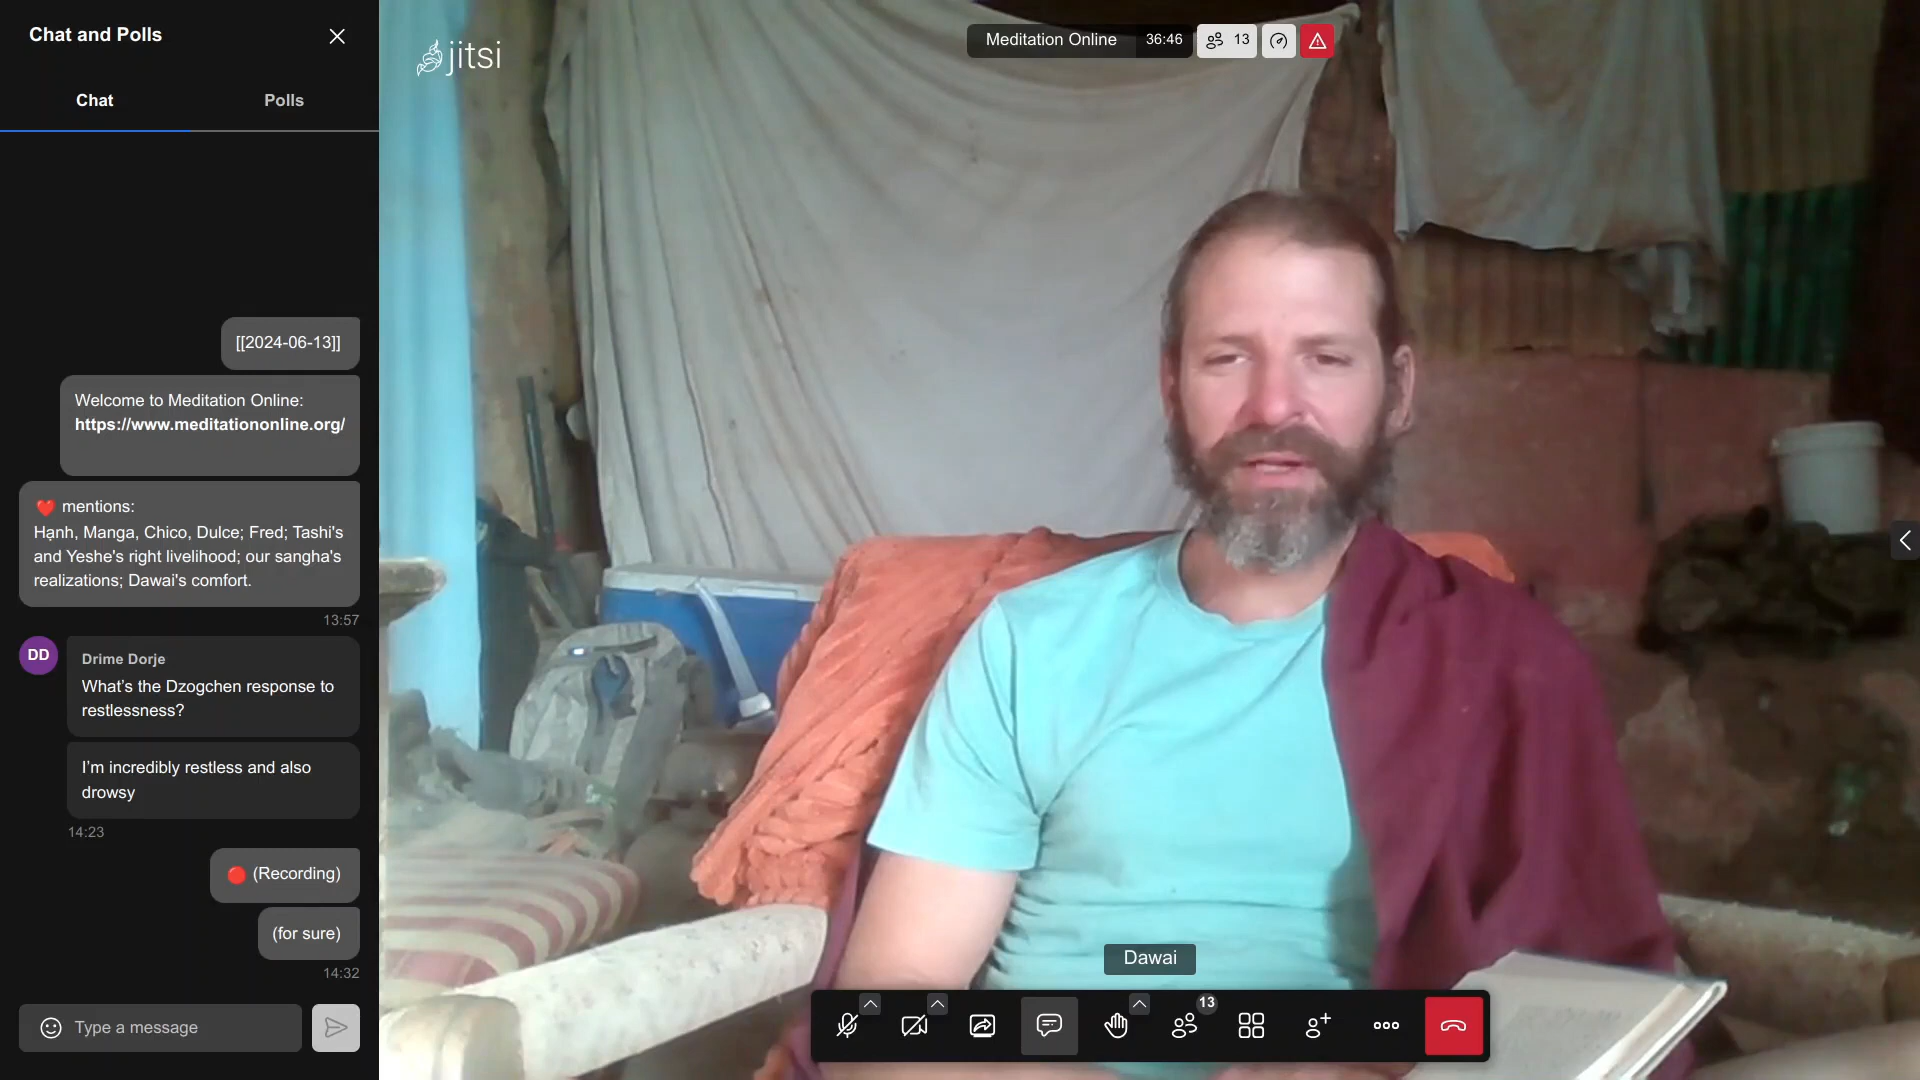 Chat and Polls
Chat
Polls
[[2024-06-13]]
Welcome to Meditation Online:
https://www.meditationonline.org/
❤️ mentions:
Hạnh, Manga, Chico, Dulce; Fred; Tashi's
and Yeshe's right livelihood; our sangha's
realizations; Dawai's comfort.
13:57
DD
Drime Dorje
What's the Dzogchen response to
restlessness?
I'm incredibly restless and also
drowsy
14:23
🔴 (Recording)
(for sure)
14:32
Type a message
jitsi
Meditation Online
36:46
13
Dawai
13